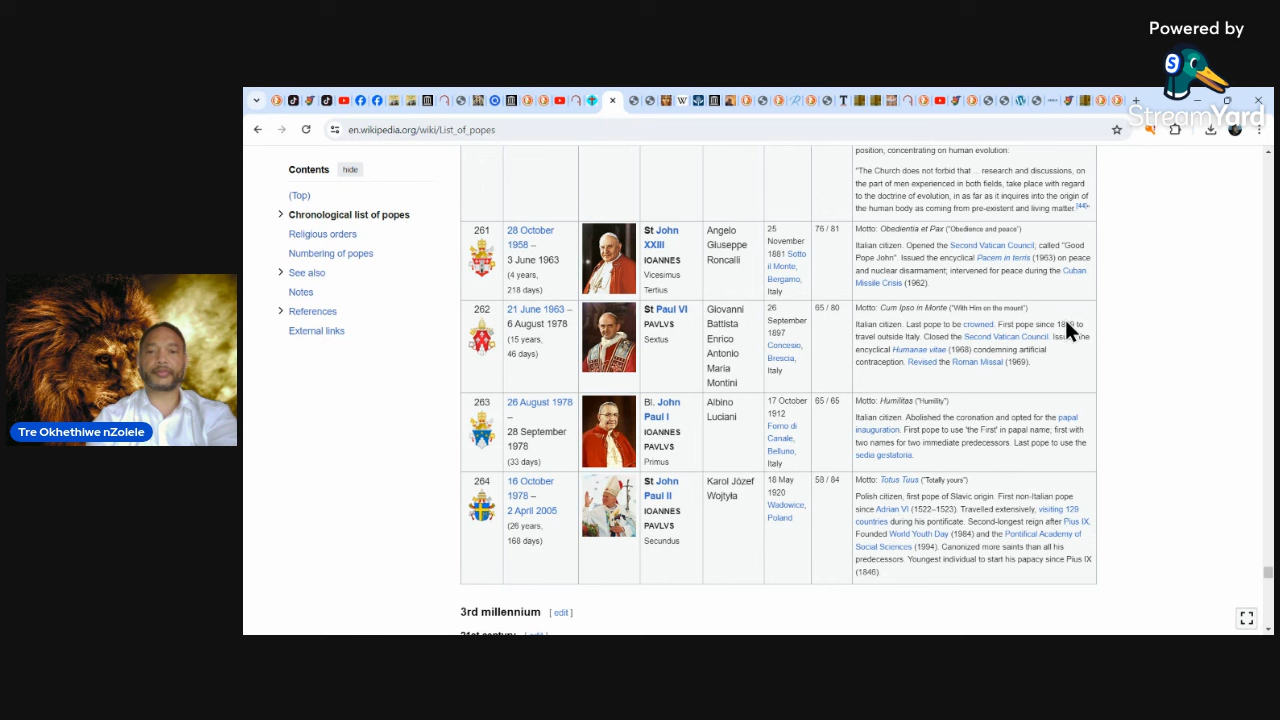 Powered by
StreamYard
en.wikipedia.org/wiki/List_of_popes
Contents hide
(Top)
Chronological list of popes
Religious orders
Numbering of popes
See also
Notes
References
External links
position, concentrating on human evolution:
"The Church does not forbid that ... research and discussions, on
the part of men experienced in both fields, take place with regard
to the doctrine of evolution, in as far as it inquires into the origin of
the human body as coming from pre-existent and living matter.[44]
261
28 October
1958 –
3 June 1963
(4 years,
218 days)
St John
XXIII
IOANNES
Vicesimus
Tertius
Angelo
Giuseppe
Roncalli
25
November
1881 Sotto
il Monte,
Bergamo,
Italy
76 / 81
Motto: Obedientia et Pax ("Obedience and peace")
Italian citizen. Opened the Second Vatican Council; called "Good
Pope John". Issued the encyclical Pacem in terris (1963) on peace
and nuclear disarmament; intervened for peace during the Cuban
Missile Crisis (1962).
262
21 June 1963 –
6 August 1978
(15 years,
46 days)
St Paul VI
PAVLVS
Sextus
Giovanni
Battista
Enrico
Antonio
Maria
Montini
26
September
1897
Concesio,
Brescia,
Italy
65 / 80
Motto: Cum Ipso in Monte ("With Him on the mount")
Italian citizen. Last pope to be crowned. First pope since to
travel outside Italy. Closed the Second Vatican Council. the
encyclical Humanae vitae (1968) condemning artificial
contraception. Revised the Roman Missal (1969).
263
26 August 1978
–
28 September
1978
(33 days)
Bl. John
Paul I
IOANNES
PAVLVS
Primus
Albino
Luciani
17 October
1912
Forno di
Canale,
Belluno,
Italy
65 / 65
Motto: Humilitas ("Humility")
Italian citizen. Abolished the coronation and opted for the papal
inauguration. First pope to use 'the First' in papal name; first with
two names for two immediate predecessors. Last pope to use the
sedia gestatoria.
264
16 October
1978 –
2 April 2005
(26 years,
168 days)
St John
Paul II
IOANNES
PAVLVS
Secundus
Karol Józef
Wojtyła
18 May
1920
Wadowice,
Poland
58 / 84
Motto: Totus Tuus ("Totally yours")
Polish citizen, first pope of Slavic origin. First non-Italian pope
since Adrian VI (1522–1523). Travelled extensively, visiting 129
countries during his pontificate. Second-longest reign after Pius IX.
Founded World Youth Day (1984) and the Pontifical Academy of
Social Sciences (1994). Canonized more saints than all his
predecessors. Youngest individual to start his papacy since Pius IX
(1846).
3rd millennium [ edit ]
Tre Okhethiwe nZolele